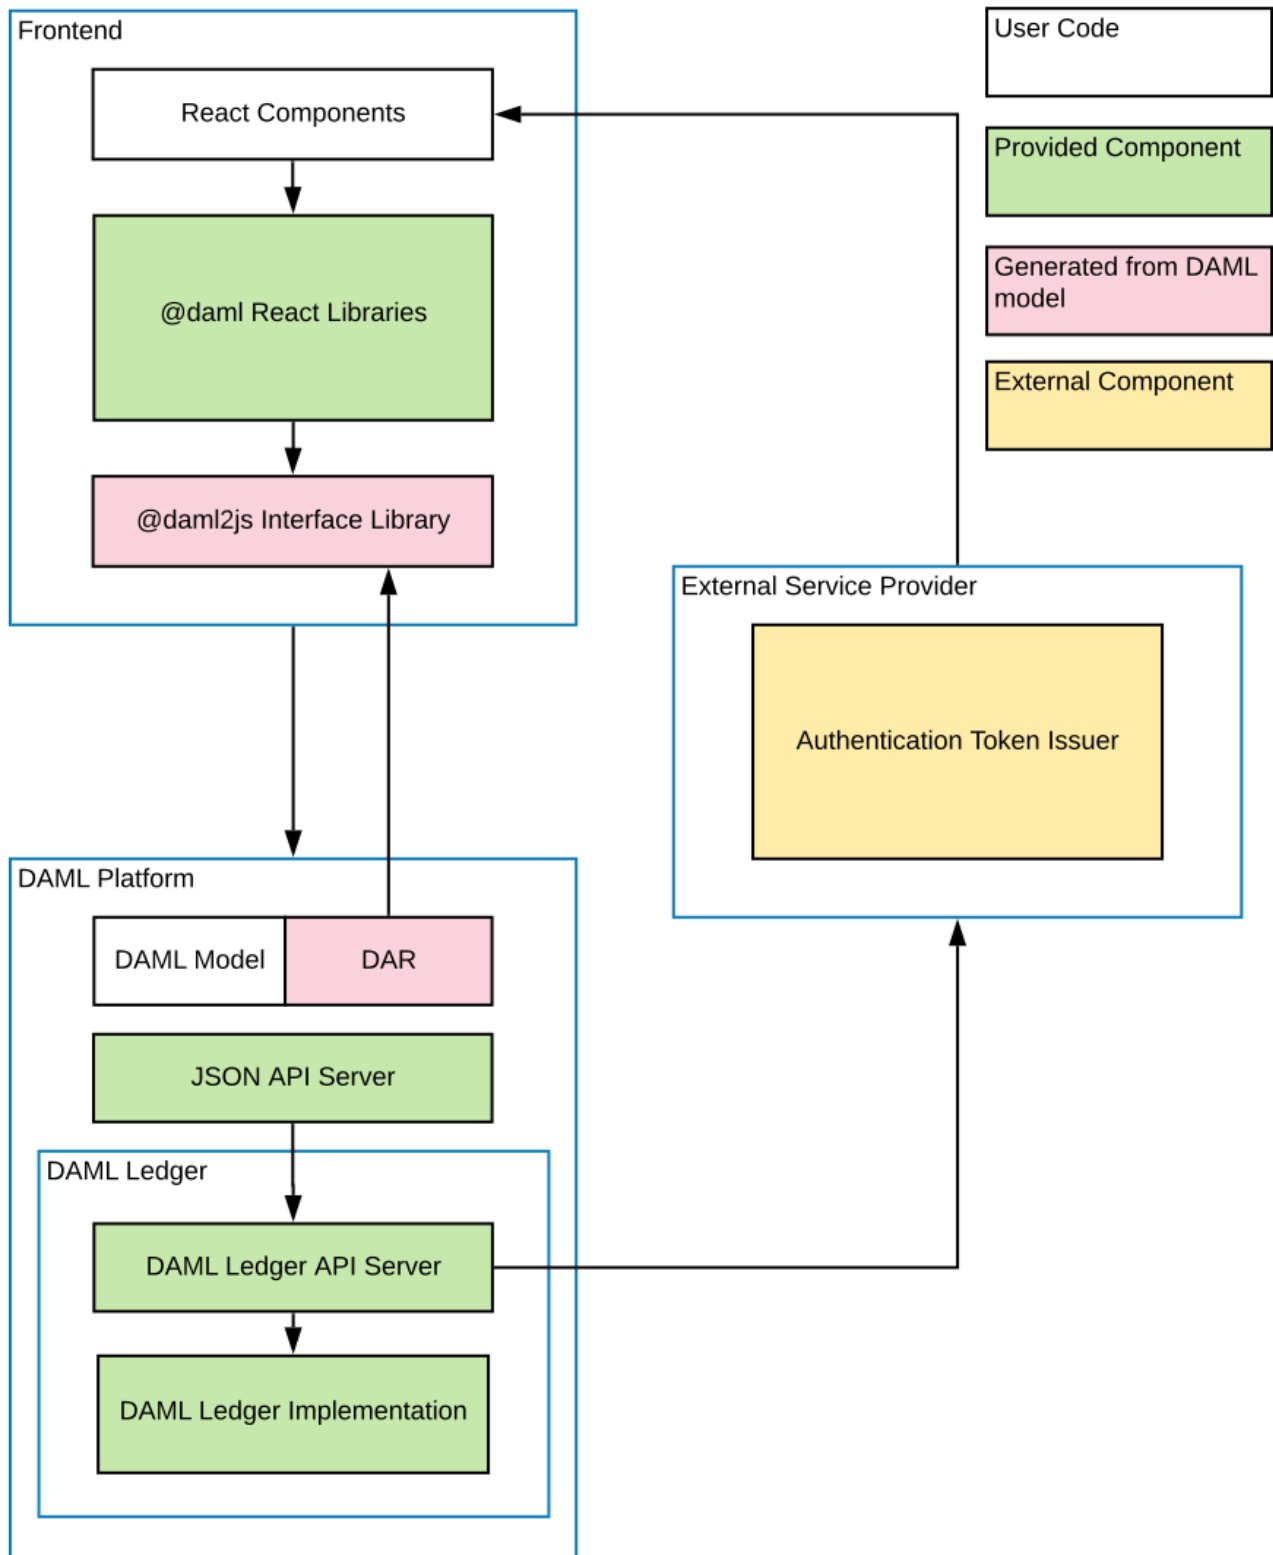 Frontend
React Components
@daml React Libraries
@daml2js Interface Library
User Code
Provided Component
Generated from DAML
model
External Component
External Service Provider
Authentication Token Issuer
DAML Platform
DAML Model
DAR
JSON API Server
DAML Ledger
DAML Ledger API Server
DAML Ledger Implementation